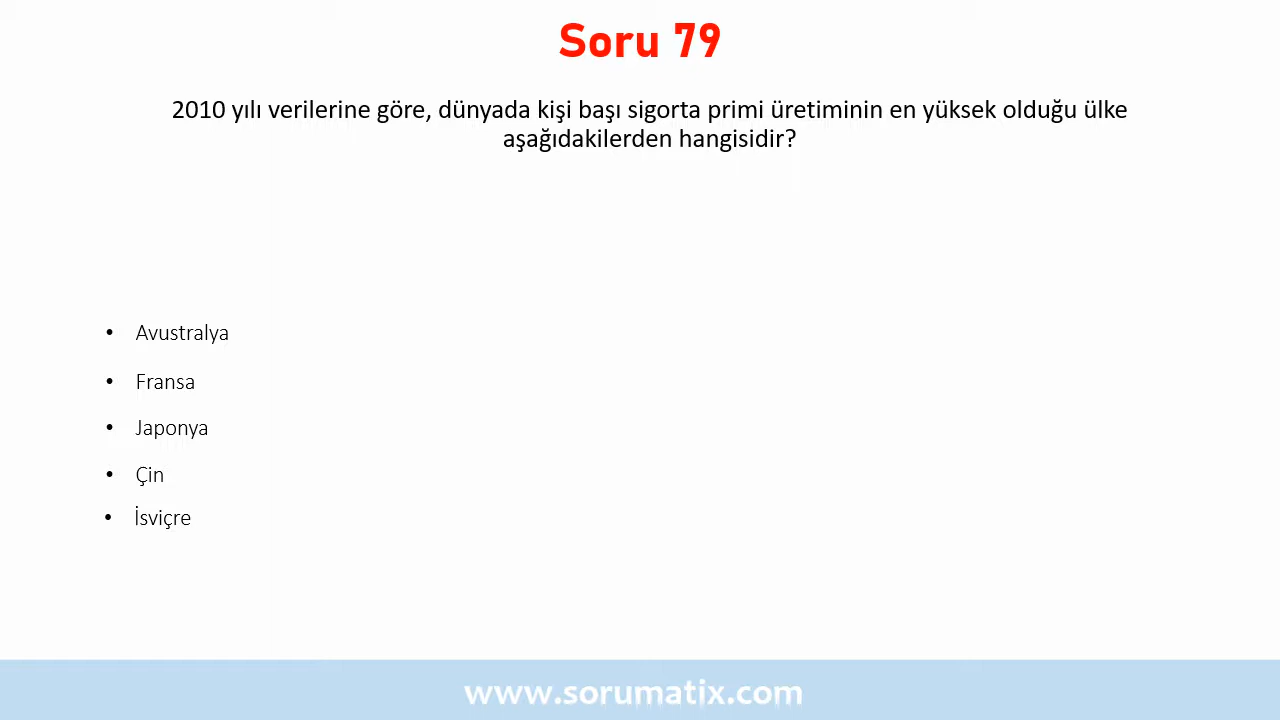 Soru 79
2010 yılı verilerine göre, dünyada kişi başı sigorta primi üretiminin en yüksek olduğu ülke
aşağıdakilerden hangisidir?
• Avustralya
• Fransa
• Japonya
• Çin
• İsviçre
www.sorumatix.com